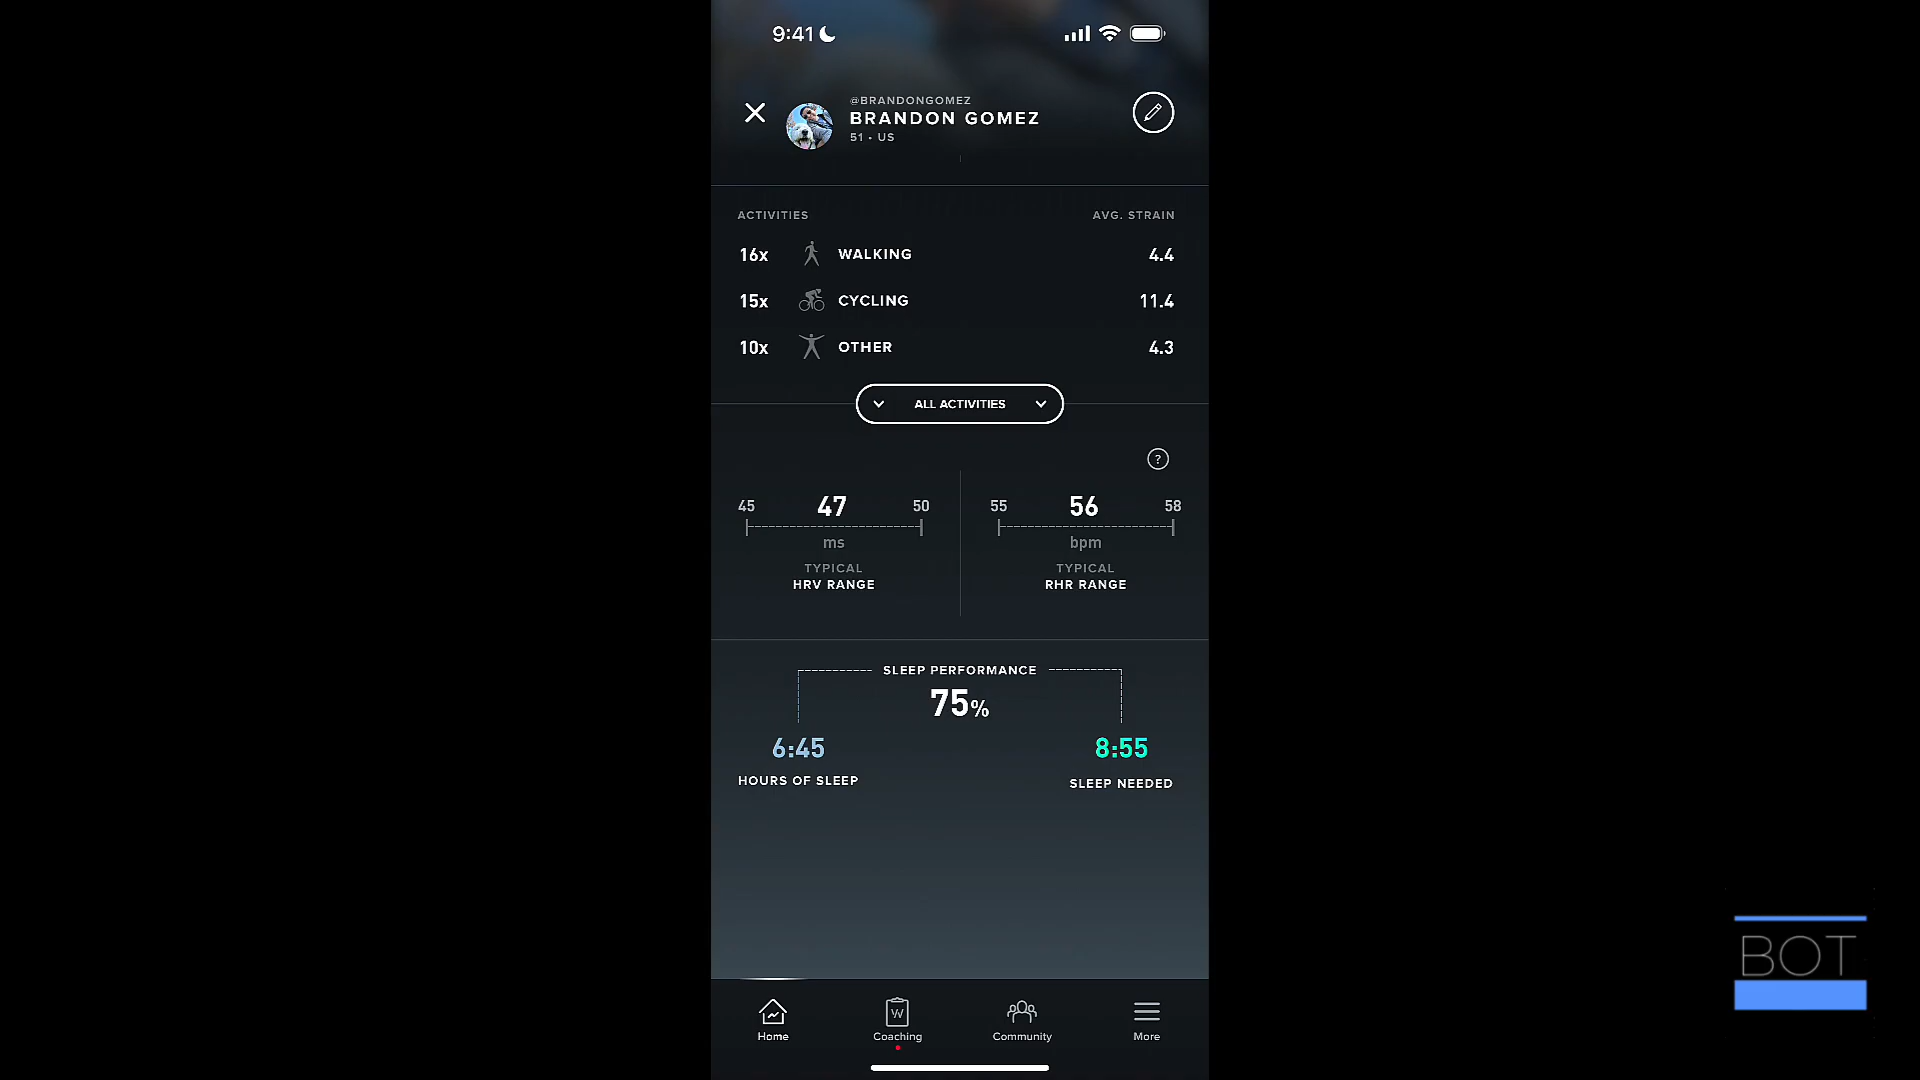 9:41
@BRANDONGOMEZ
BRANDON GOMEZ
51 • US
ACTIVITIES AVG. STRAIN
16x WALKING 4.4
15x CYCLING 11.4
10x OTHER 4.3
ALL ACTIVITIES
?
45 47 50 55 56 58
ms bpm
TYPICAL TYPICAL
HRV RANGE RHR RANGE
SLEEP PERFORMANCE
75%
6:45 8:55
HOURS OF SLEEP SLEEP NEEDED
W
Home Coaching Community More
BOT